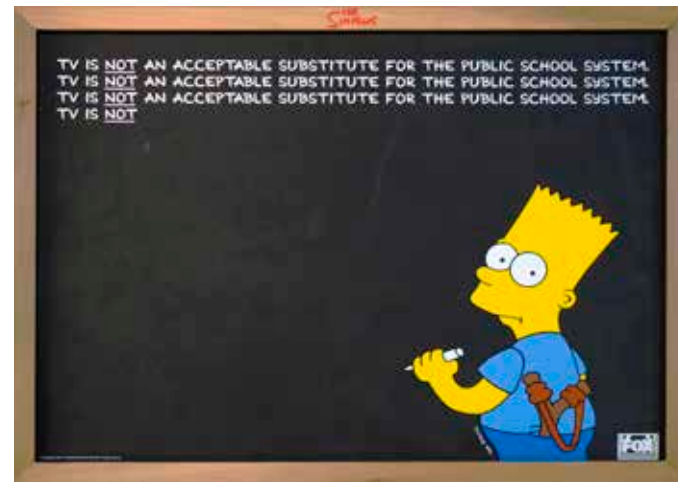 THE
SIMPSONS
TV IS NOT AN ACCEPTABLE SUBSTITUTE FOR THE PUBLIC SCHOOL SYSTEM.
TV IS NOT AN ACCEPTABLE SUBSTITUTE FOR THE PUBLIC SCHOOL SYSTEM.
TV IS NOT AN ACCEPTABLE SUBSTITUTE FOR THE PUBLIC SCHOOL SYSTEM.
TV IS NOT
FOX